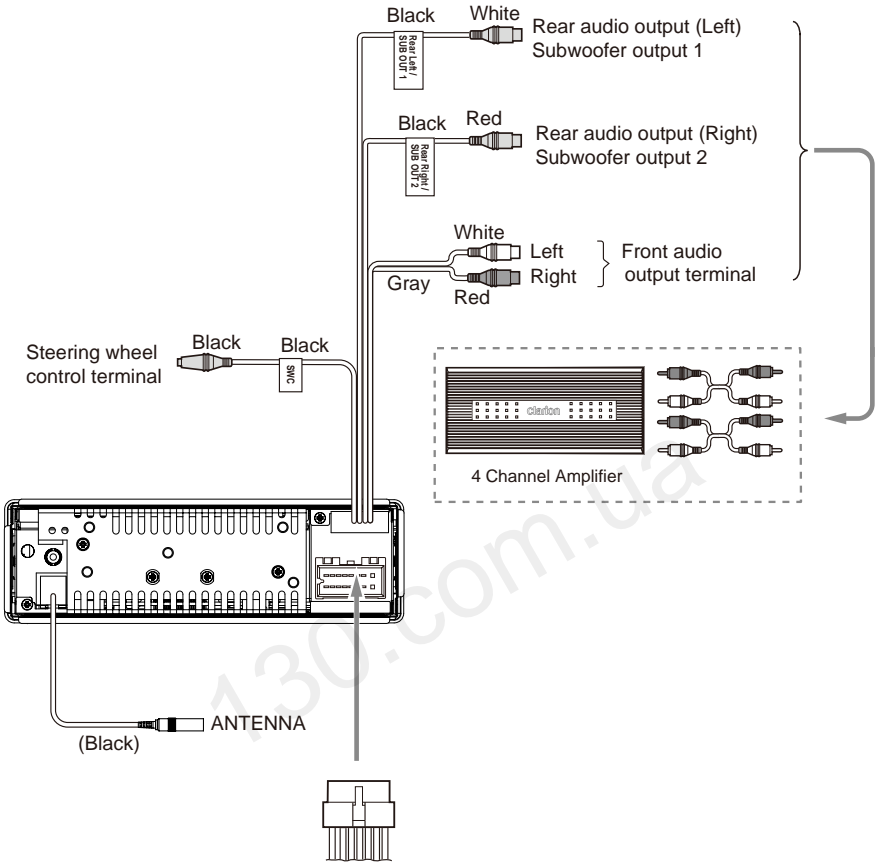 Black
White
Rear audio output (Left)
Subwoofer output 1
Rear Left /
SUB OUT 1
Black
Red
Rear audio output (Right)
Subwoofer output 2
Rear Right /
SUB OUT 2
White
Left
Right
Gray
Red
Front audio
output terminal
Steering wheel
control terminal
Black
Black
SWC
clarion
4 Channel Amplifier
130.com.ua
ANTENNA
(Black)